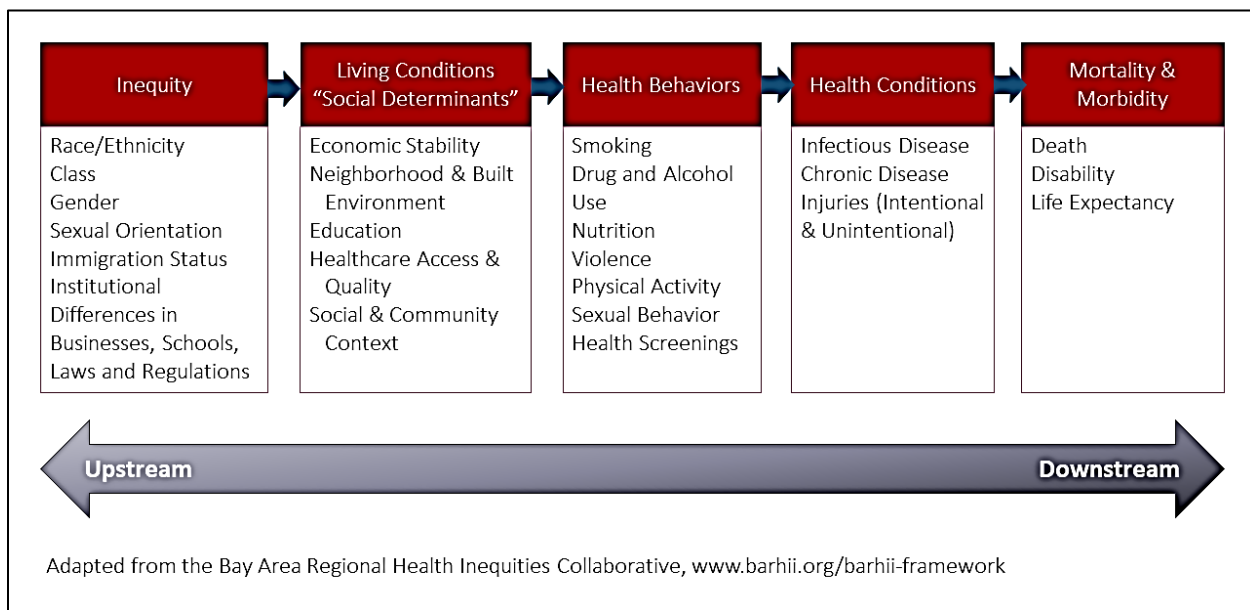 Inequity
Race/Ethnicity
Class
Gender
Sexual Orientation
Immigration Status
Institutional
Differences in
Businesses, Schools,
Laws and Regulations
Living Conditions
“Social Determinants”
Economic Stability
Neighborhood & Built
Environment
Education
Healthcare Access &
Quality
Social & Community
Context
Health Behaviors
Smoking
Drug and Alcohol
Use
Nutrition
Violence
Physical Activity
Sexual Behavior
Health Screenings
Health Conditions
Infectious Disease
Chronic Disease
Injuries (Intentional
& Unintentional)
Mortality &
Morbidity
Death
Disability
Life Expectancy
Upstream
Downstream
Adapted from the Bay Area Regional Health Inequities Collaborative, www.barhii.org/barhii-framework